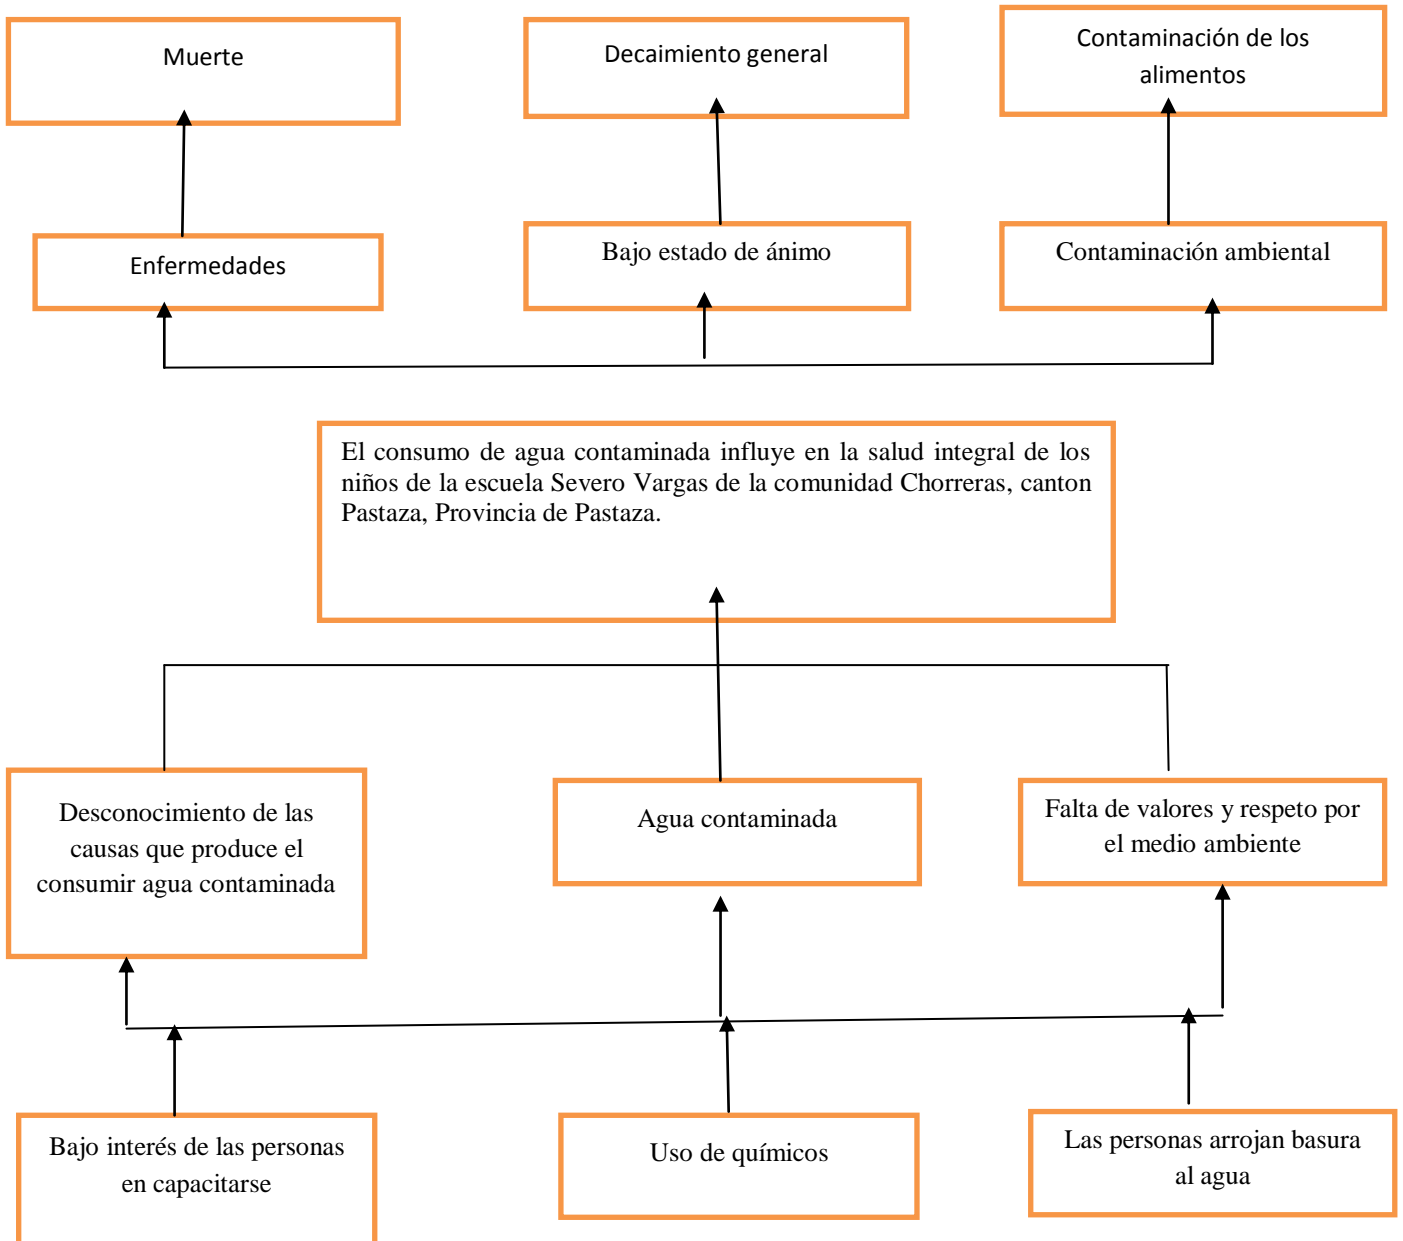 Muerte
Decaimiento general
Contaminación de los
alimentos
Enfermedades
Bajo estado de ánimo
Contaminación ambiental
El consumo de agua contaminada influye en la salud integral de los
niños de la escuela Severo Vargas de la comunidad Chorreras, canton
Pastaza, Provincia de Pastaza.
Desconocimiento de las
causas que produce el
consumir agua contaminada
Agua contaminada
Falta de valores y respeto por
el medio ambiente
Bajo interés de las personas
en capacitarse
Uso de químicos
Las personas arrojan basura
al agua